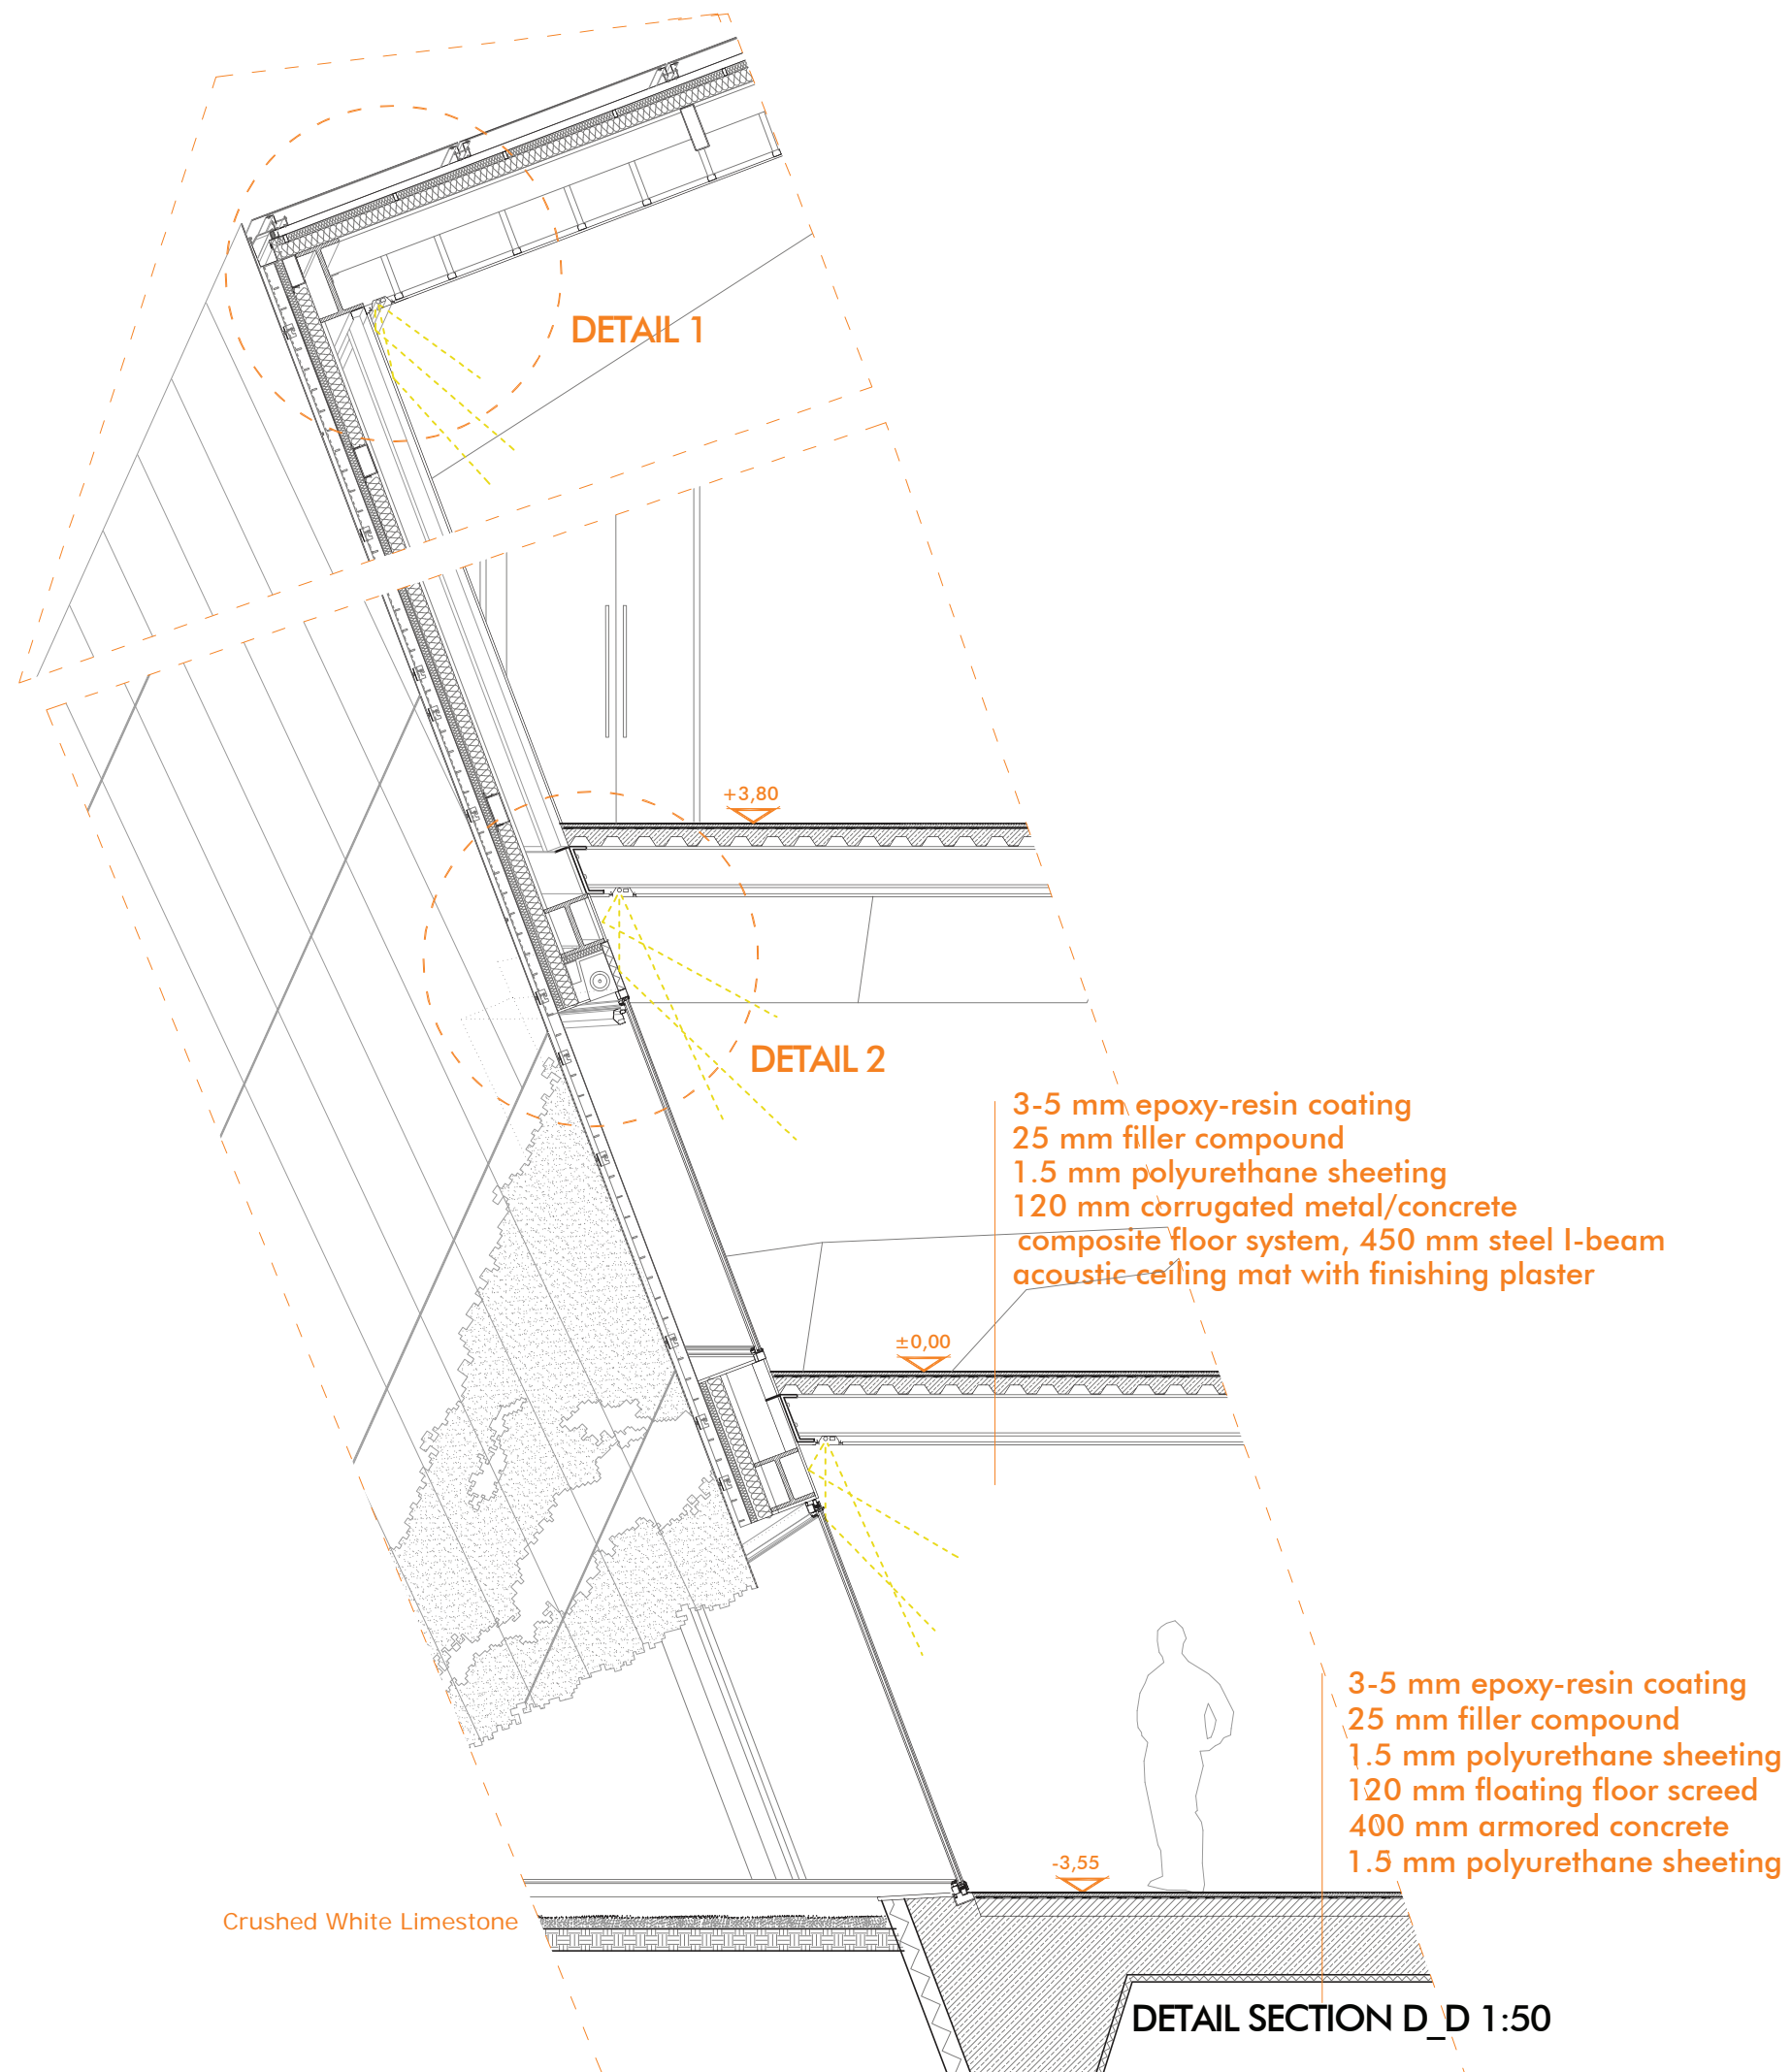 DETAIL 1
+3,80
DETAIL 2
3-5 mm epoxy-resin coating
25 mm filler compound
1.5 mm polyurethane sheeting
120 mm corrugated metal/concrete
composite floor system, 450 mm steel I-beam
acoustic ceiling mat with finishing plaster
±0,00
3-5 mm epoxy-resin coating
25 mm filler compound
1.5 mm polyurethane sheeting
120 mm floating floor screed
400 mm armored concrete
1.5 mm polyurethane sheeting
-3,55
Crushed White Limestone
DETAIL SECTION D_D 1:50